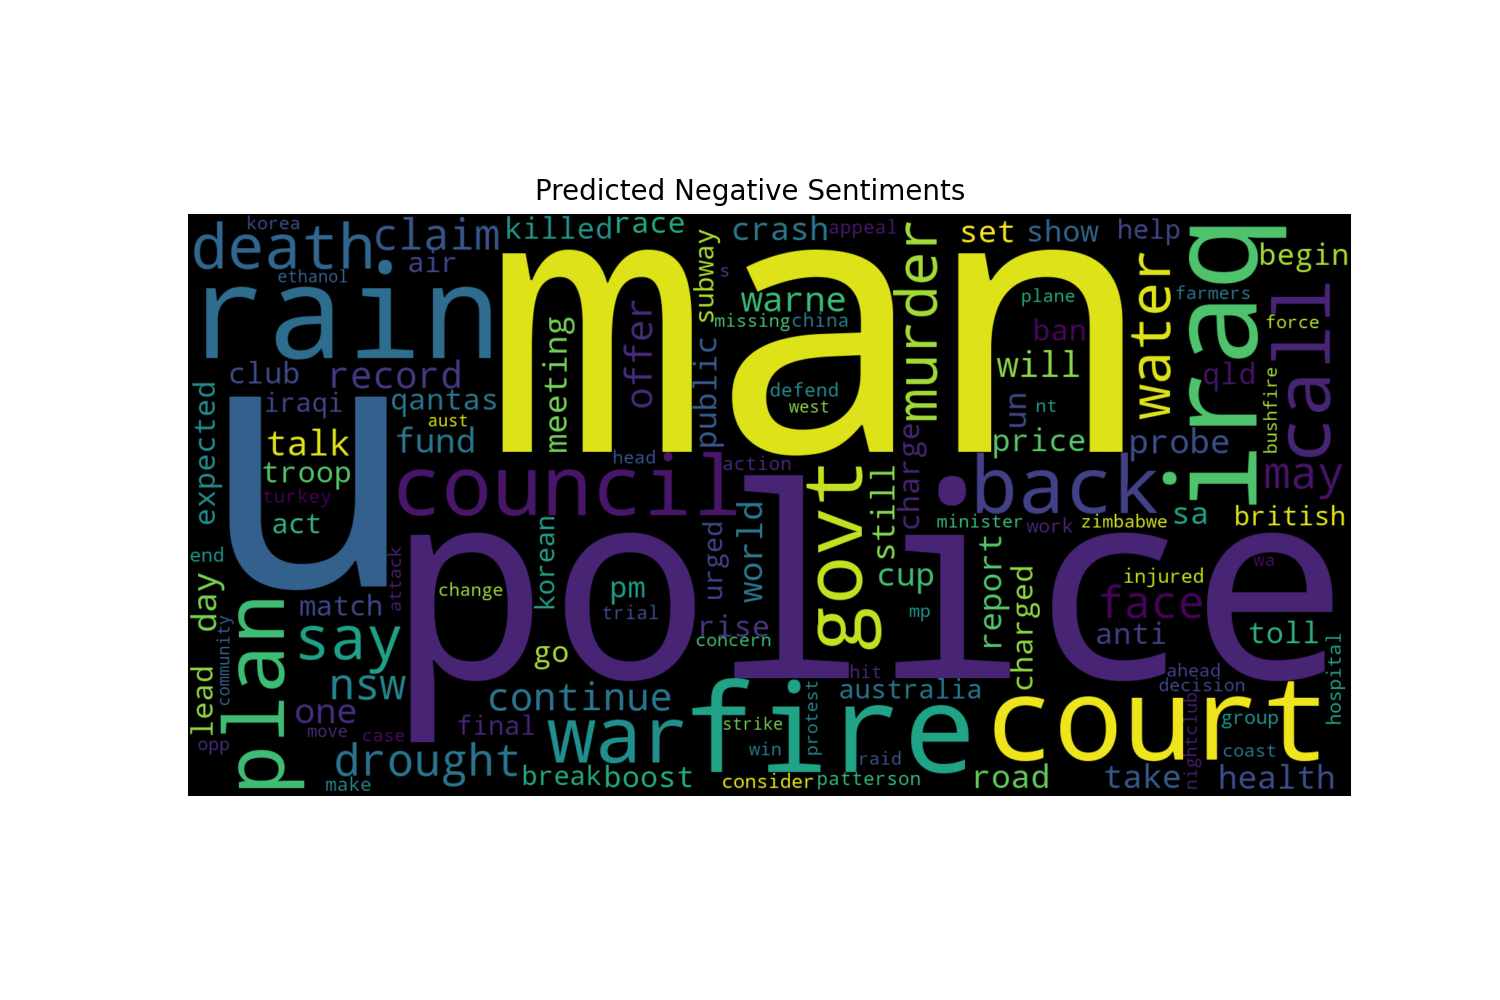 Predicted Negative Sentiments
korea
death
claim
killed
race
crash
appeal
set
show
help
begin
ethanol
air
rain
man
subway
s
warne
missing
china
murder
plane
ban
will
water
farmers
iraq
force
call
club
record
meeting
offer
public
defend
west
nt
un
qld
bushfire
expected
iraqi
qantas
aust
talk
fund
price
probe
troop
turkey
act
u
council
head
action
govt
still
charge
back
minister
work
zimbabwe
sa
may
british
end
day
match
attack
change
korean
pm
trial
urged
world
police
cup
mp
report
charged
injured
face
anti
wa
toll
lead
community
plan
say
nsw
go
rise
concern
hit
ahead
decision
hospital
one
move
opp
case
final
continue
war
fire
strike
win
protest
australia
raid
court
nightclub
group
coast
drought
make
break
boost
consider
patterson
road
take
health